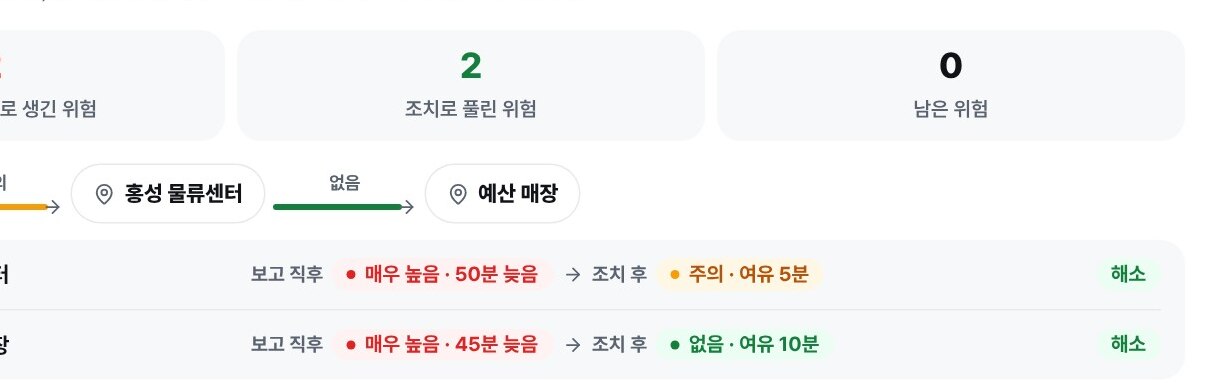 2
0
로 생긴 위험
조치로 풀린 위험
남은 위험
없음
홍성 물류센터
예산 매장
보고 직후 매우 높음 · 50분 늦음 → 조치 후 주의 · 여유 5분 해소
보고 직후 매우 높음 · 45분 늦음 → 조치 후 없음 · 여유 10분 해소